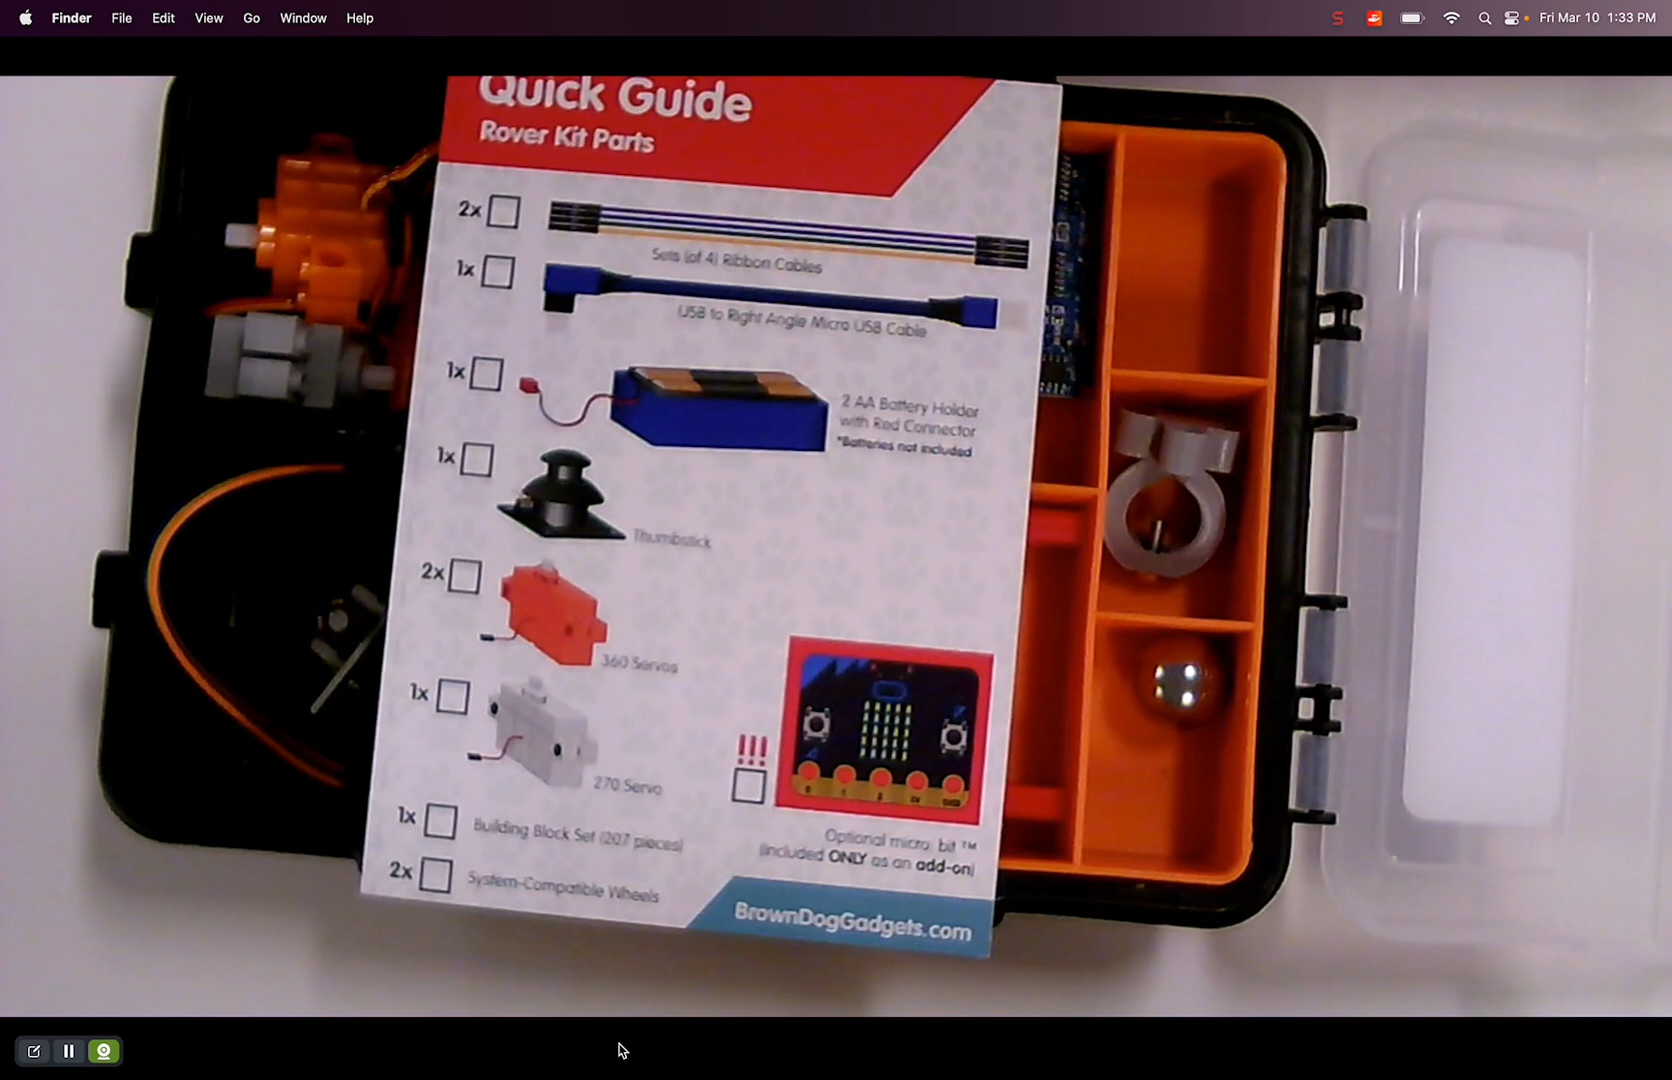 Finder File Edit View Go Window Help
Fri Mar 10 1:33 PM
Quick Guide
Rover Kit Parts
2x
Sets (of 4) Ribbon Cables
1x
USB to Right Angle Micro USB Cable
1x
2 AA Battery Holder
with Red Connector
*Batteries not included
1x
Thumbstick
2x
360 Servos
1x
270 Servo
!!!
1x
Building Block Set (207 pieces)
Optional micro: bit ™
(included ONLY as an add-on)
2x
System-Compatible Wheels
BrownDogGadgets.com